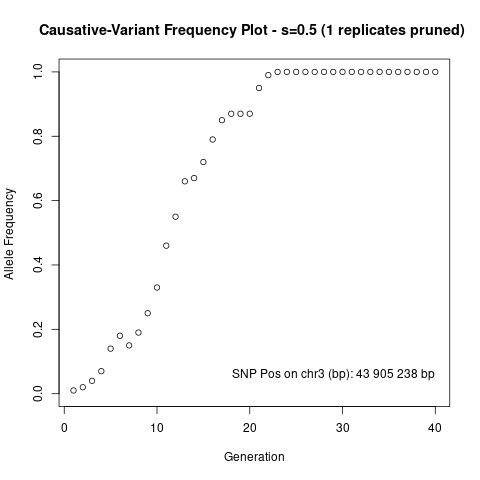 Causative-Variant Frequency Plot - s=0.5 (1 replicates pruned)
Allele Frequency
1.0
0.8
0.6
0.4
0.2
0.0
SNP Pos on chr3 (bp): 43 905 238 bp
0 10 20 30 40
Generation